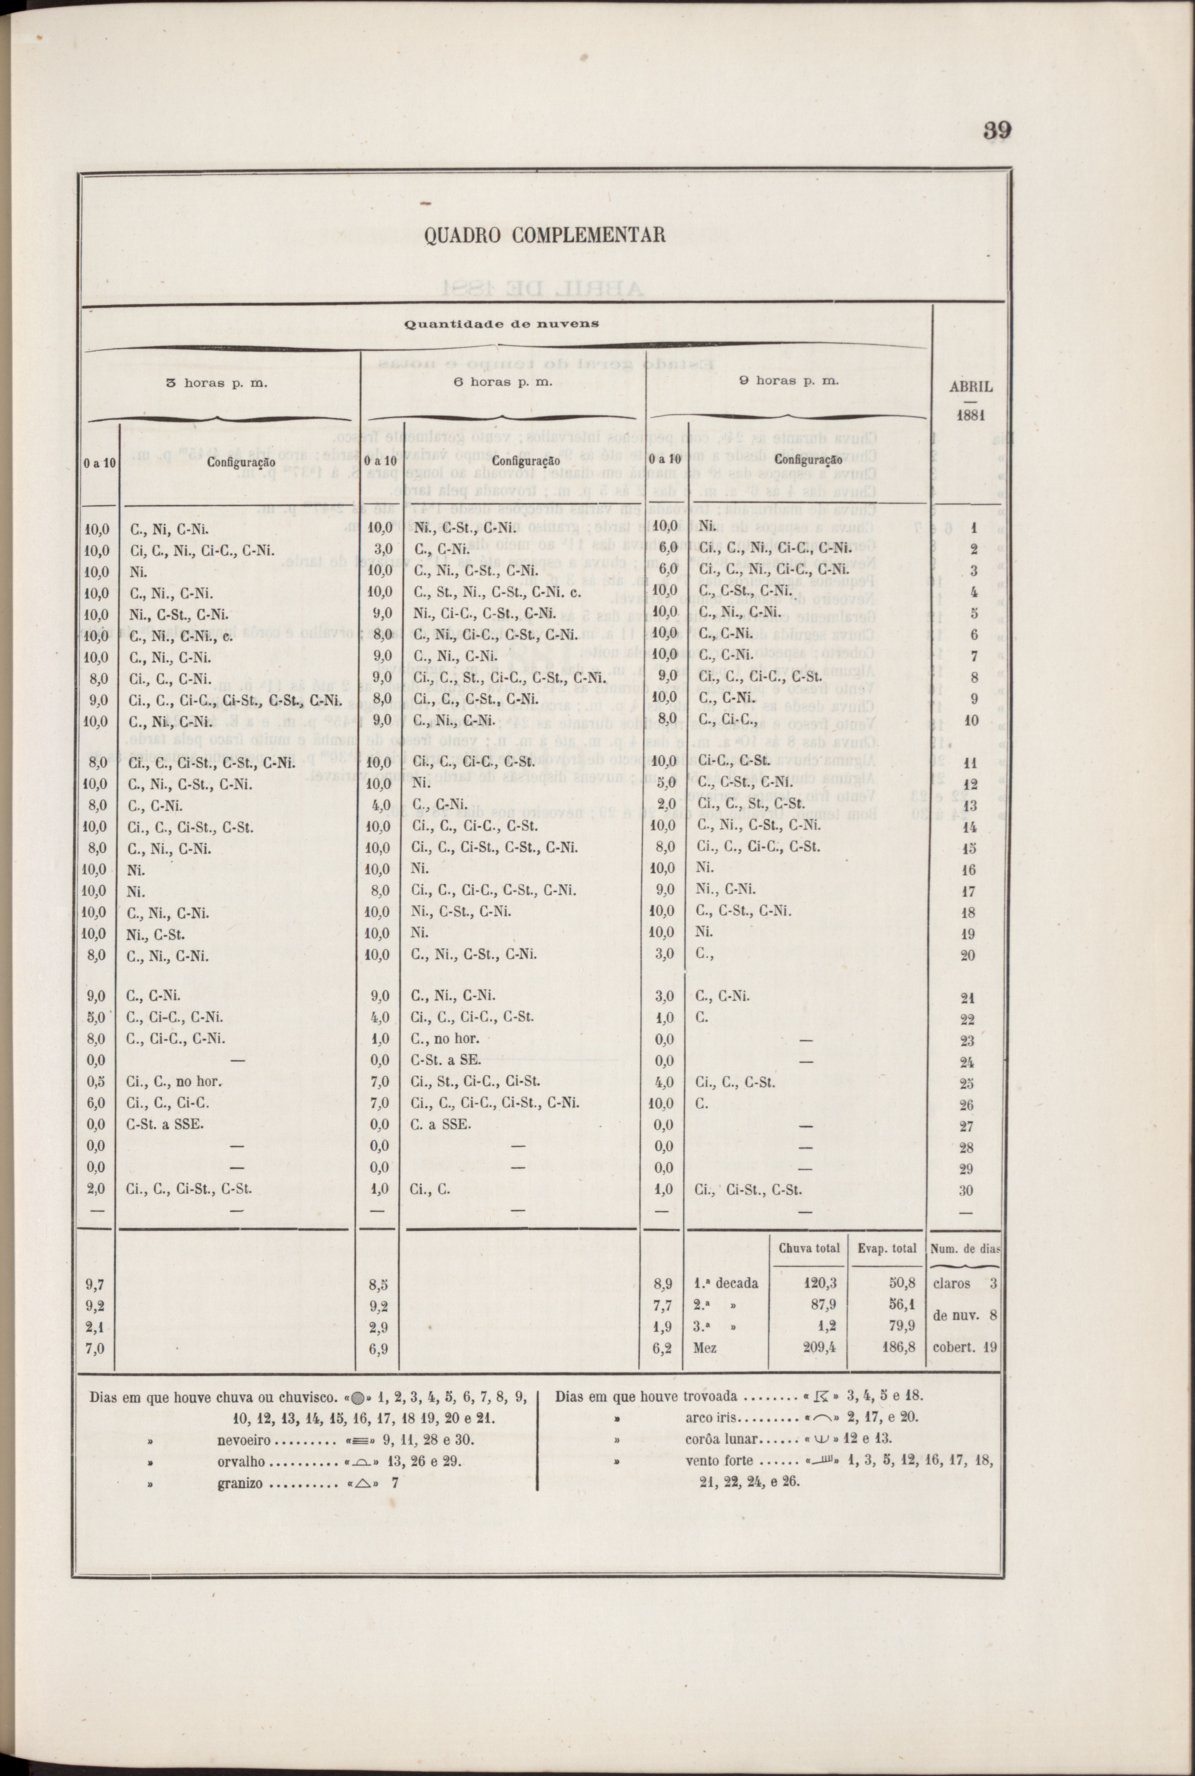 39
QUADRO COMPLEMENTAR
Quantidade de nuvens
3 horas p. m. 6 horas p. m. 9 horas p. m. ABRIL
1881
0 a 10 Configuração 0 a 10 Configuração 0 a 10 Configuração
10,0 C., Ni, C-Ni. 10,0 Ni., C-St., C-Ni. 10,0 Ni. 1
10,0 Ci, C., Ni., Ci-C., C-Ni. 3,0 C., C-Ni. 6,0 Ci., C., Ni., Ci-C., C-Ni. 2
10,0 Ni. 10,0 C., Ni., C-St., C-Ni. 6,0 Ci., C., Ni., Ci-C., C-Ni. 3
10,0 C., Ni., C-Ni. 10,0 C., St., Ni., C-St., C-Ni. c. 10,0 C., C-St., C-Ni. 4
10,0 Ni., C-St., C-Ni. 9,0 Ni., Ci-C., C-St., C-Ni. 10,0 C., Ni., C-Ni. 5
10,0 C., Ni., C-Ni., c. 8,0 C., Ni., Ci-C., C-St., C-Ni. 10,0 C., C-Ni. 6
10,0 C., Ni., C-Ni. 9,0 C., Ni., C-Ni. 10,0 C., C-Ni. 7
8,0 Ci., C., C-Ni. 9,0 Ci., C., St., Ci-C., C-St., C-Ni. 9,0 Ci., C., Ci-C., C-St. 8
9,0 Ci., C., Ci-C., Ci-St., C-St., C-Ni. 8,0 Ci., C., C-St., C-Ni. 10,0 C., C-Ni. 9
10,0 C., Ni., C-Ni. 9,0 C., Ni., C-Ni. 8,0 C., Ci-C., 10
8,0 Ci., C., Ci-St., C-St., C-Ni. 10,0 Ci., C., Ci-C., C-St. 10,0 Ci-C., C-St. 11
10,0 C., Ni., C-St., C-Ni. 10,0 Ni. 5,0 C., C-St., C-Ni. 12
8,0 C., C-Ni. 4,0 C., C-Ni. 2,0 Ci., C., St., C-St. 13
10,0 Ci., C., Ci-St., C-St. 10,0 Ci., C., Ci-C., C-St. 10,0 C., Ni., C-St., C-Ni. 14
8,0 C., Ni., C-Ni. 10,0 Ci., C., Ci-St., C-St., C-Ni. 8,0 Ci., C., Ci-C., C-St. 15
10,0 Ni. 10,0 Ni. 10,0 Ni. 16
10,0 Ni. 8,0 Ci., C., Ci-C., C-St., C-Ni. 9,0 Ni., C-Ni. 17
10,0 C., Ni., C-Ni. 10,0 Ni., C-St., C-Ni. 10,0 C., C-St., C-Ni. 18
10,0 Ni., C-St. 10,0 Ni. 10,0 Ni. 19
8,0 C., Ni., C-Ni. 10,0 C., Ni., C-St., C-Ni. 3,0 C., 20
9,0 C., C-Ni. 9,0 C., Ni., C-Ni. 3,0 C., C-Ni. 21
5,0 C., Ci-C., C-Ni. 4,0 Ci., C., Ci-C., C-St. 1,0 C. 22
8,0 C., Ci-C., C-Ni. 1,0 C., no hor. 0,0 — 23
0,0 — 0,0 C-St. a SE. 0,0 — 24
0,5 Ci., C., no hor. 7,0 Ci., St., Ci-C., Ci-St. 4,0 Ci., C., C-St. 25
6,0 Ci., C., Ci-C. 7,0 Ci., C., Ci-C., Ci-St., C-Ni. 10,0 C. 26
0,0 C-St. a SSE. 0,0 C. a SSE. 0,0 — 27
0,0 — 0,0 — 0,0 — 28
0,0 — 0,0 — 0,0 — 29
2,0 Ci., C., Ci-St., C-St. 1,0 Ci., C. 1,0 Ci., Ci-St., C-St. 30
— — — — — — —
Chuva total Evap. total Num. de dias
9,7 8,5 8,9 1.ª decada 120,3 50,8 claros 3
9,2 9,2 7,7 2.ª » 87,9 56,1
de nuv. 8
2,1 2,9 1,9 3.ª » 1,2 79,9
7,0 6,9 6,2 Mez 209,4 186,8 cobert. 19
Dias em que houve chuva ou chuvisco. «» 1, 2, 3, 4, 5, 6, 7, 8, 9,
10, 12, 13, 14, 15, 16, 17, 18 19, 20 e 21.
» nevoeiro ......... «» 9, 11, 28 e 30.
» orvalho .......... «» 13, 26 e 29.
» granizo .......... «» 7
Dias em que houve trovoada ........ «» 3, 4, 5 e 18.
» arco iris......... «» 2, 17, e 20.
» corôa lunar...... «» 12 e 13.
» vento forte ...... «» 1, 3, 5, 12, 16, 17, 18,
21, 22, 24, e 26.